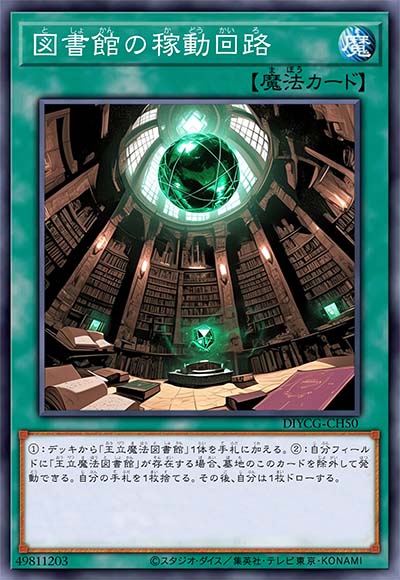 図書館の稼動回路
魔
【魔法カード】
DIYCG-CH50
①:デッキから「王立魔法図書館」1体を手札に加える。②:自分フィール
ドに「王立魔法図書館」が存在する場合、墓地のこのカードを除外して発
動できる。自分の手札を1枚捨てる。その後、自分は1枚ドローする。
49811203
©スタジオ・ダイス/集英社・テレビ東京・KONAMI